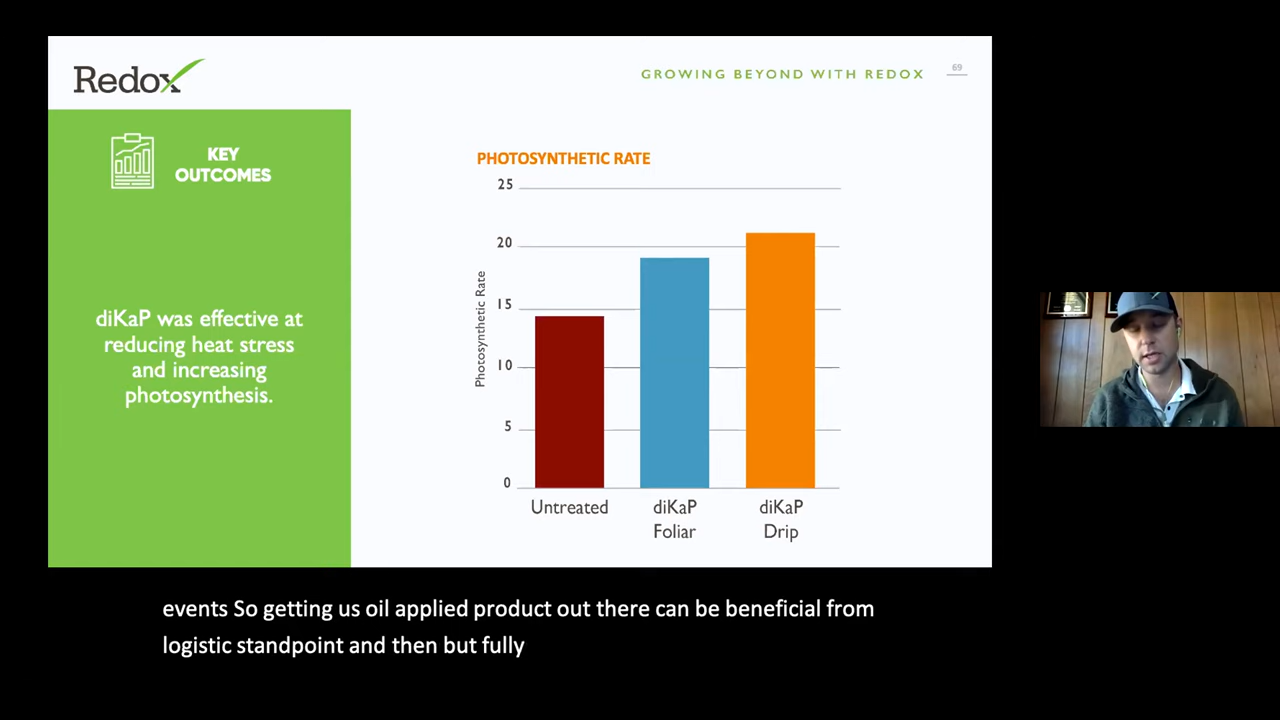 Redox
GROWING BEYOND WITH REDOX
69
KEY
OUTCOMES
diKaP was effective at
reducing heat stress
and increasing
photosynthesis.
PHOTOSYNTHETIC RATE
Photosynthetic Rate
25
20
15
10
5
0
Untreated
diKaP
Foliar
diKaP
Drip
events So getting us oil applied product out there can be beneficial from
logistic standpoint and then but fully